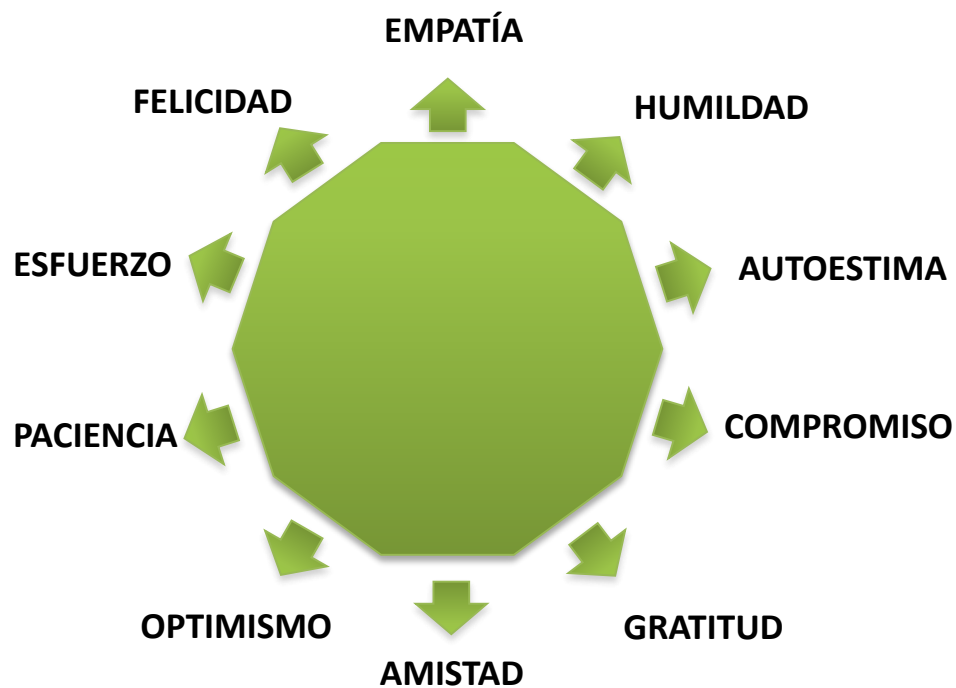 EMPATÍA
FELICIDAD
HUMILDAD
ESFUERZO
AUTOESTIMA
PACIENCIA
COMPROMISO
OPTIMISMO
GRATITUD
AMISTAD